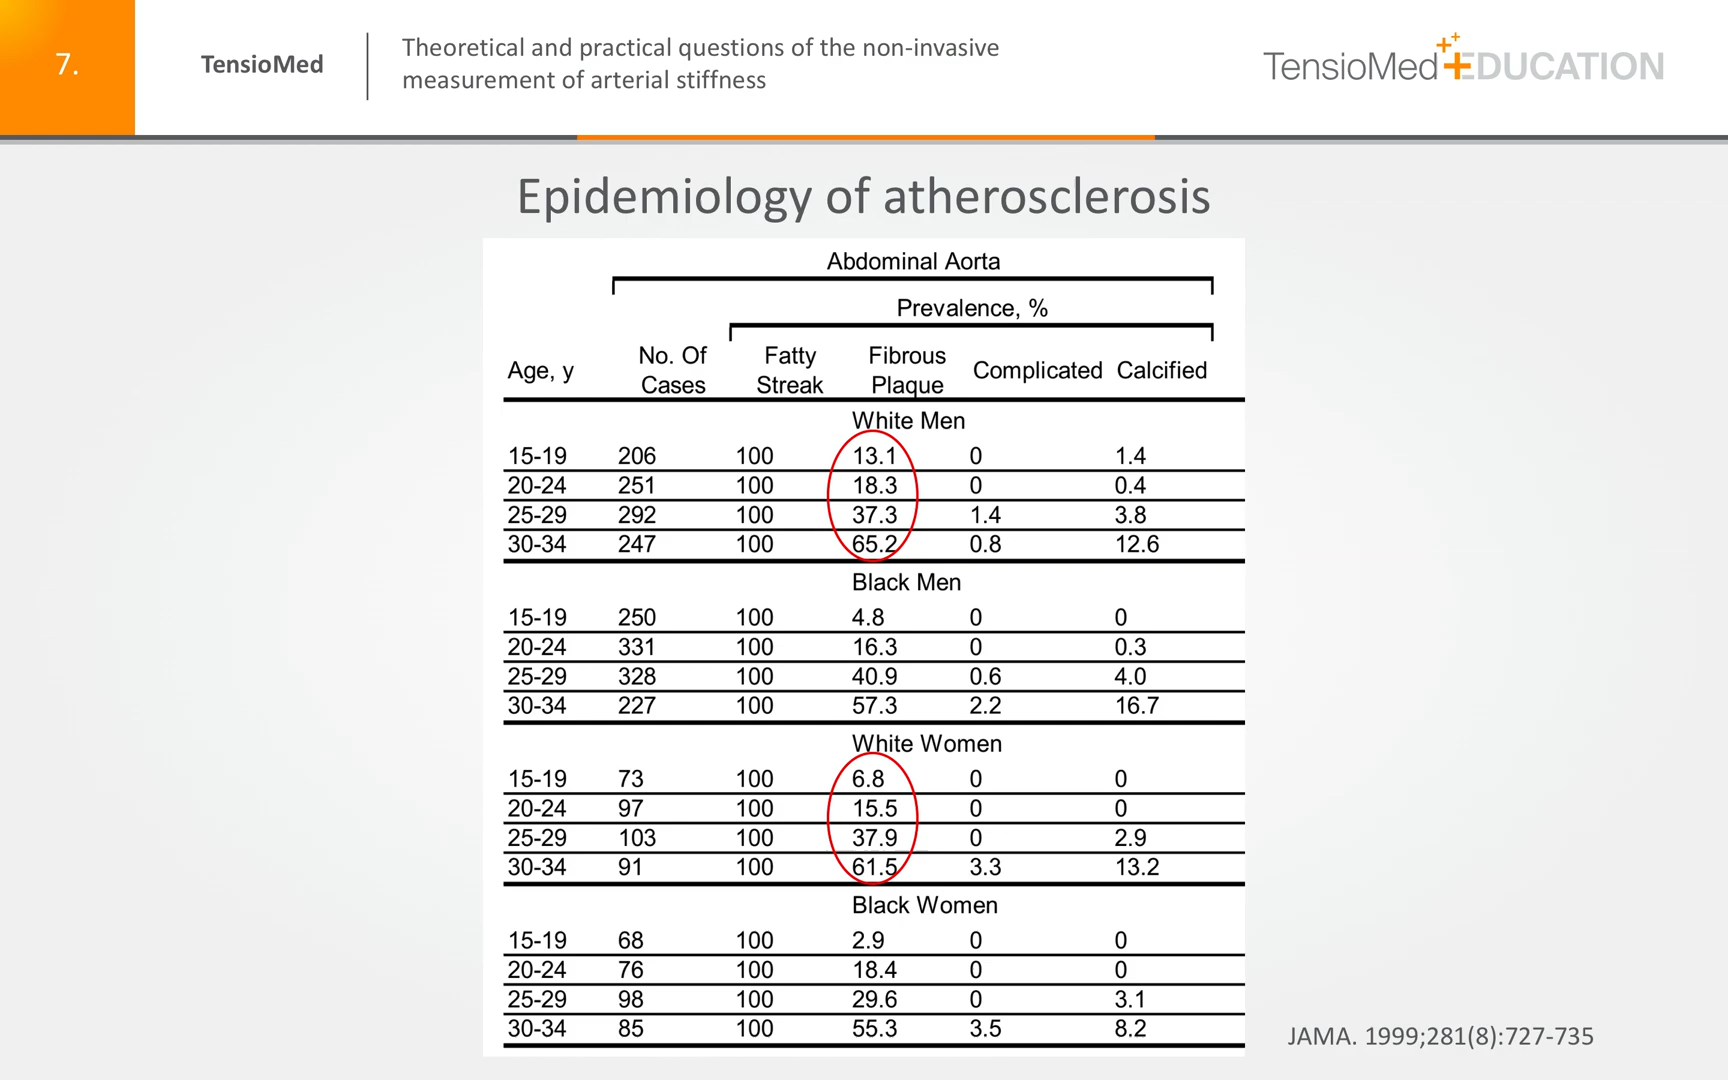 7.
TensioMed
Theoretical and practical questions of the non-invasive
measurement of arterial stiffness
TensioMed EDUCATION
Epidemiology of atherosclerosis
Abdominal Aorta
Prevalence, %
Age, y No. Of Cases Fatty Streak Fibrous Plaque Complicated Calcified
White Men
15-19 206 100 13.1 0 1.4
20-24 251 100 18.3 0 0.4
25-29 292 100 37.3 1.4 3.8
30-34 247 100 65.2 0.8 12.6
Black Men
15-19 250 100 4.8 0 0
20-24 331 100 16.3 0 0.3
25-29 328 100 40.9 0.6 4.0
30-34 227 100 57.3 2.2 16.7
White Women
15-19 73 100 6.8 0 0
20-24 97 100 15.5 0 0
25-29 103 100 37.9 0 2.9
30-34 91 100 61.5 3.3 13.2
Black Women
15-19 68 100 2.9 0 0
20-24 76 100 18.4 0 0
25-29 98 100 29.6 0 3.1
30-34 85 100 55.3 3.5 8.2
JAMA. 1999;281(8):727-735